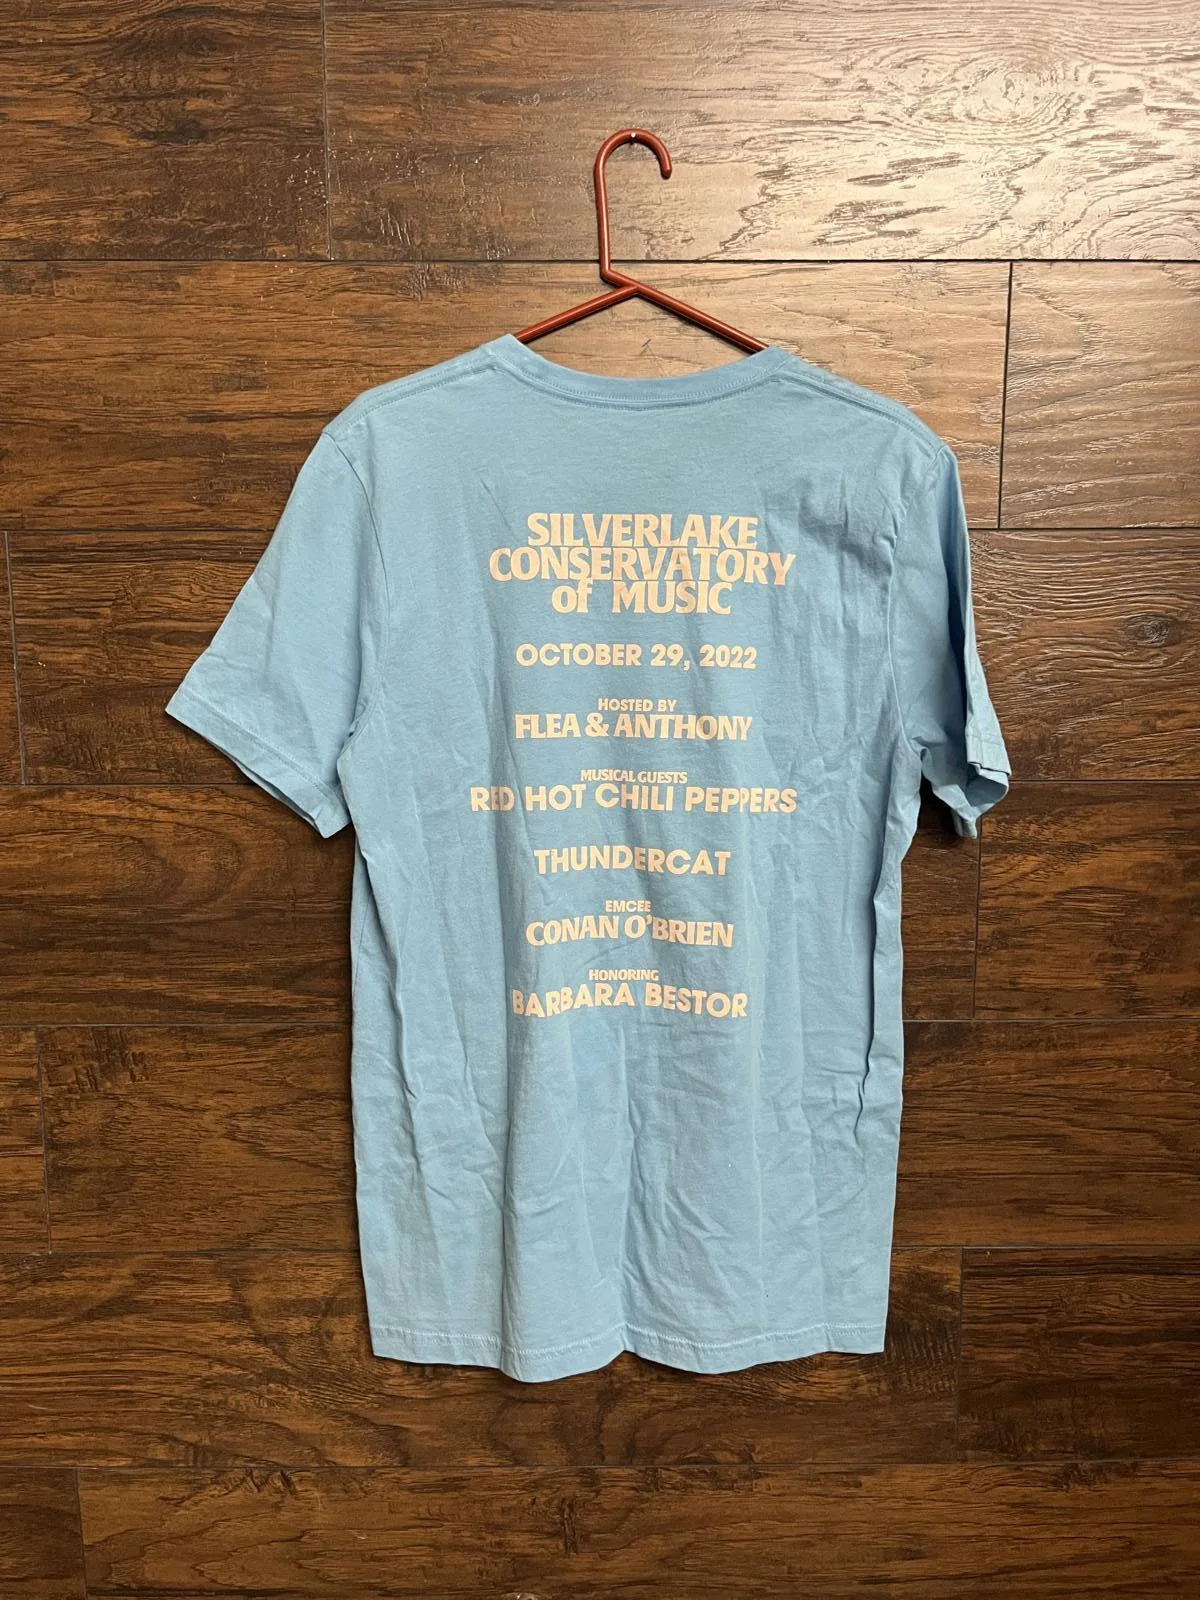 SILVERLAKE
CONSERVATORY
of MUSIC
OCTOBER 29, 2022
HOSTED BY
FLEA & ANTHONY
MUSICAL GUESTS
RED HOT CHILI PEPPERS
THUNDERCAT
EMCEE
CONAN O'BRIEN
HONORING
BARBARA BESTOR